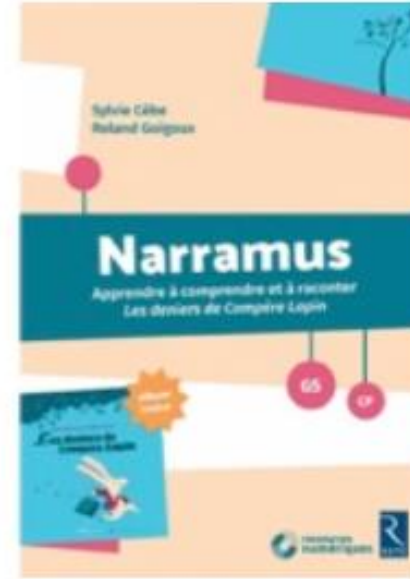 Sylvie Cèbe
Roland Goigoux
Narramus
Apprendre à comprendre et à raconter
Les deniers de Compère Lapin
GS
CP
Les deniers de
Compère Lapin
ressources
numériques
R